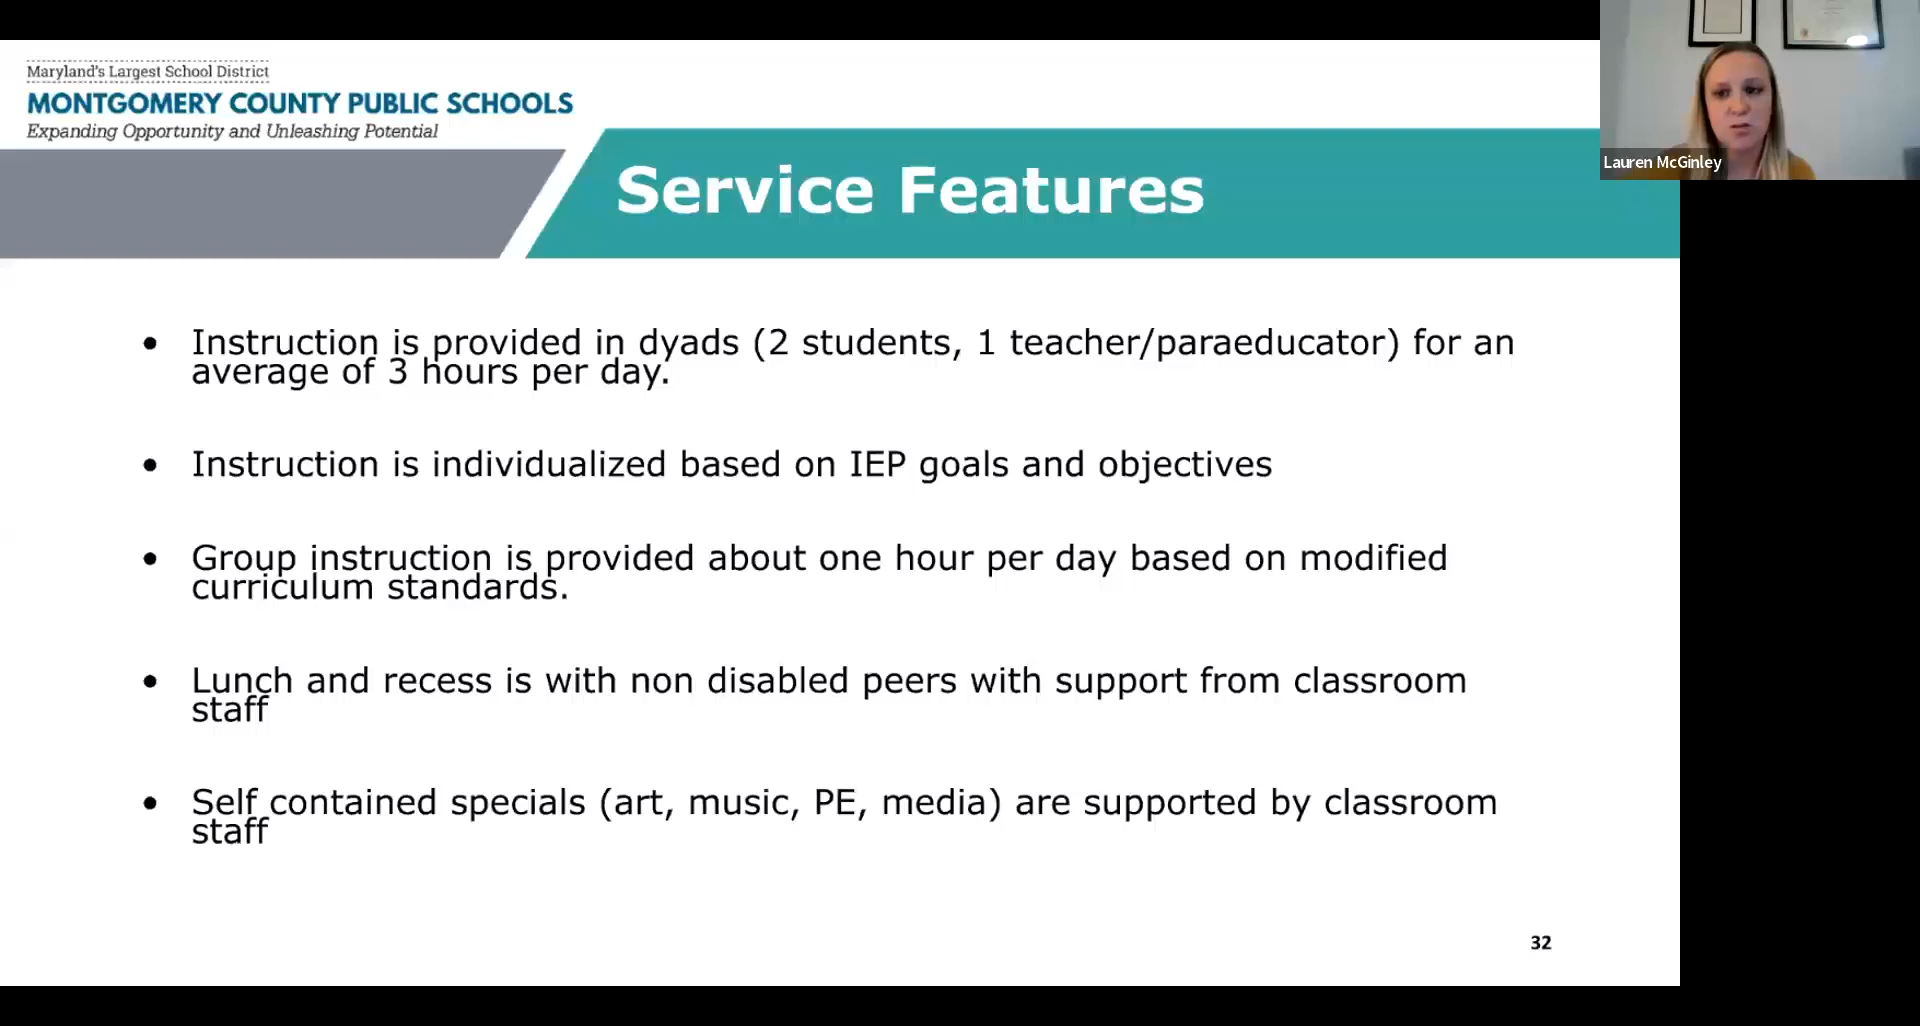 Maryland's Largest School District
MONTGOMERY COUNTY PUBLIC SCHOOLS
Expanding Opportunity and Unleashing Potential
Lauren McGinley
Service Features
• Instruction is provided in dyads (2 students, 1 teacher/paraeducator) for an
average of 3 hours per day.
• Instruction is individualized based on IEP goals and objectives
• Group instruction is provided about one hour per day based on modified
curriculum standards.
• Lunch and recess is with non disabled peers with support from classroom
staff
• Self contained specials (art, music, PE, media) are supported by classroom
staff
32